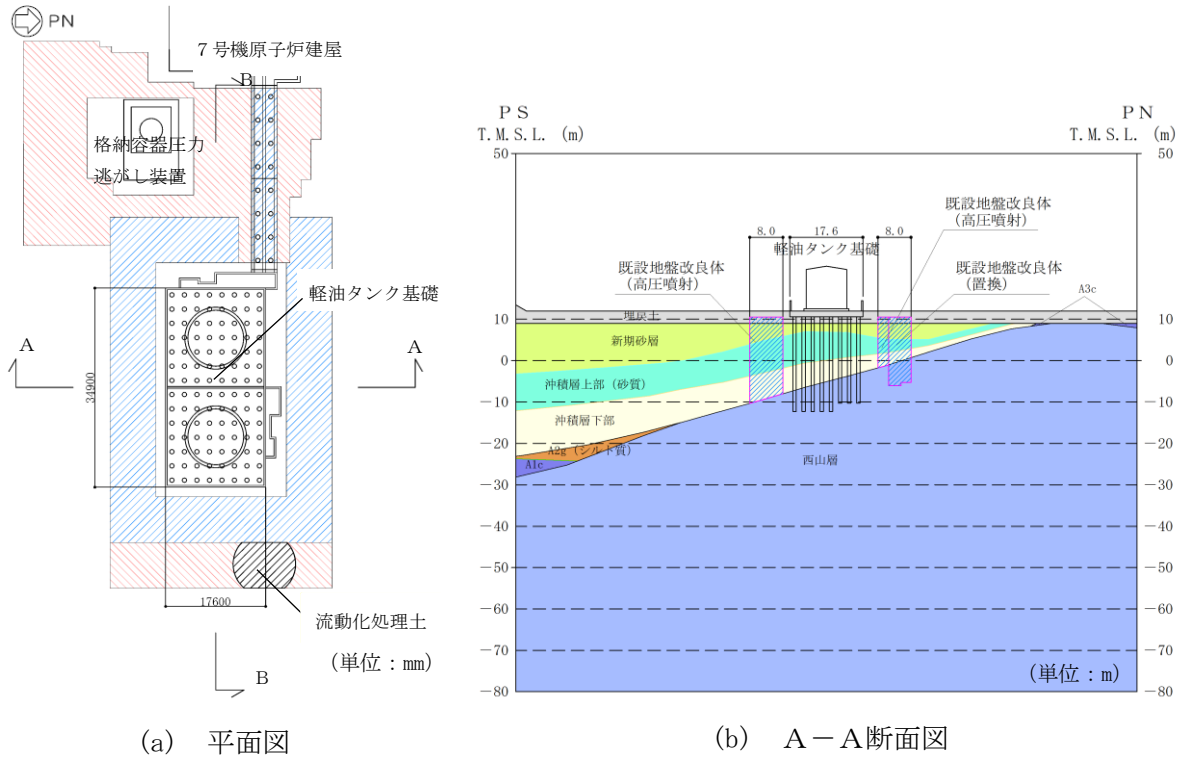 PN
7号機原子炉建屋
B
格納容器圧力
逃がし装置
軽油タンク基礎
A
A
34900
17600
流動化処理土
(単位：mm)
B
(a) 平面図
PS
T.M.S.L. (m)
PN
T.M.S.L. (m)
50
50
既設地盤改良体
(高圧噴射)
8.0
17.6
8.0
軽油タンク基礎
既設地盤改良体
(高圧噴射)
既設地盤改良体
(置換)
A3c
10
埋戻土
10
新期砂層
0
0
沖積層上部（砂質）
－10
－10
沖積層下部
－20
－20
A2g（シルト質）
A1c
西山層
－30
－30
－40
－40
－50
－50
－60
－60
－70
－70
(単位：m)
－80
－80
(b) A－A断面図